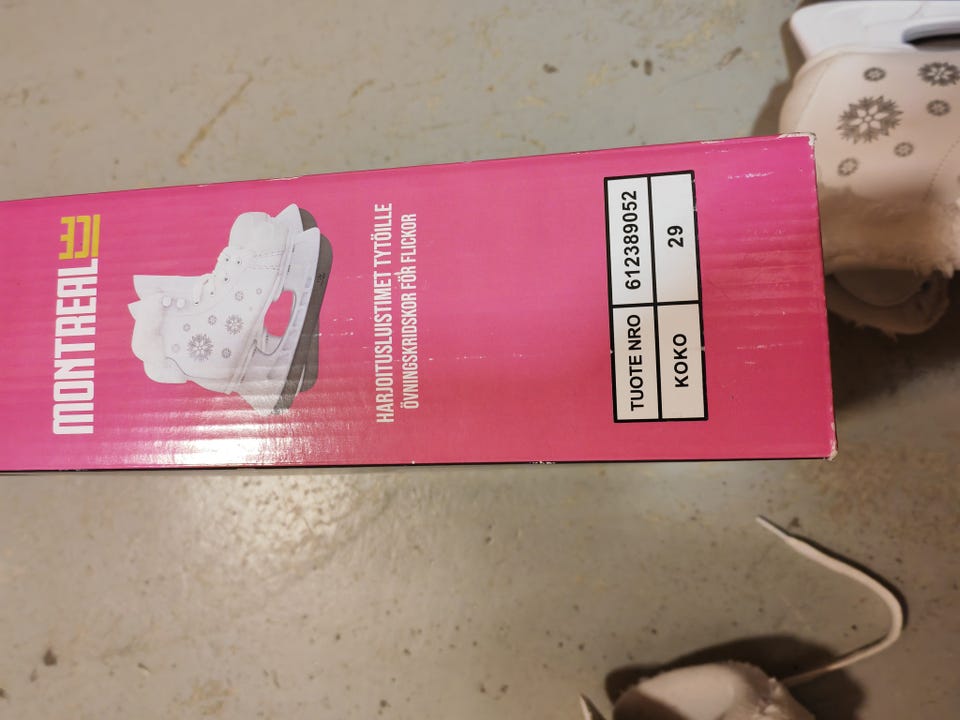 MONTREAL
HARJOITUSLUISTIMET TYTÖILLE
ÖVNINGSKRIDSKOR FÖR FLICKOR
TUOTE NRO 612389052
KOKO 29